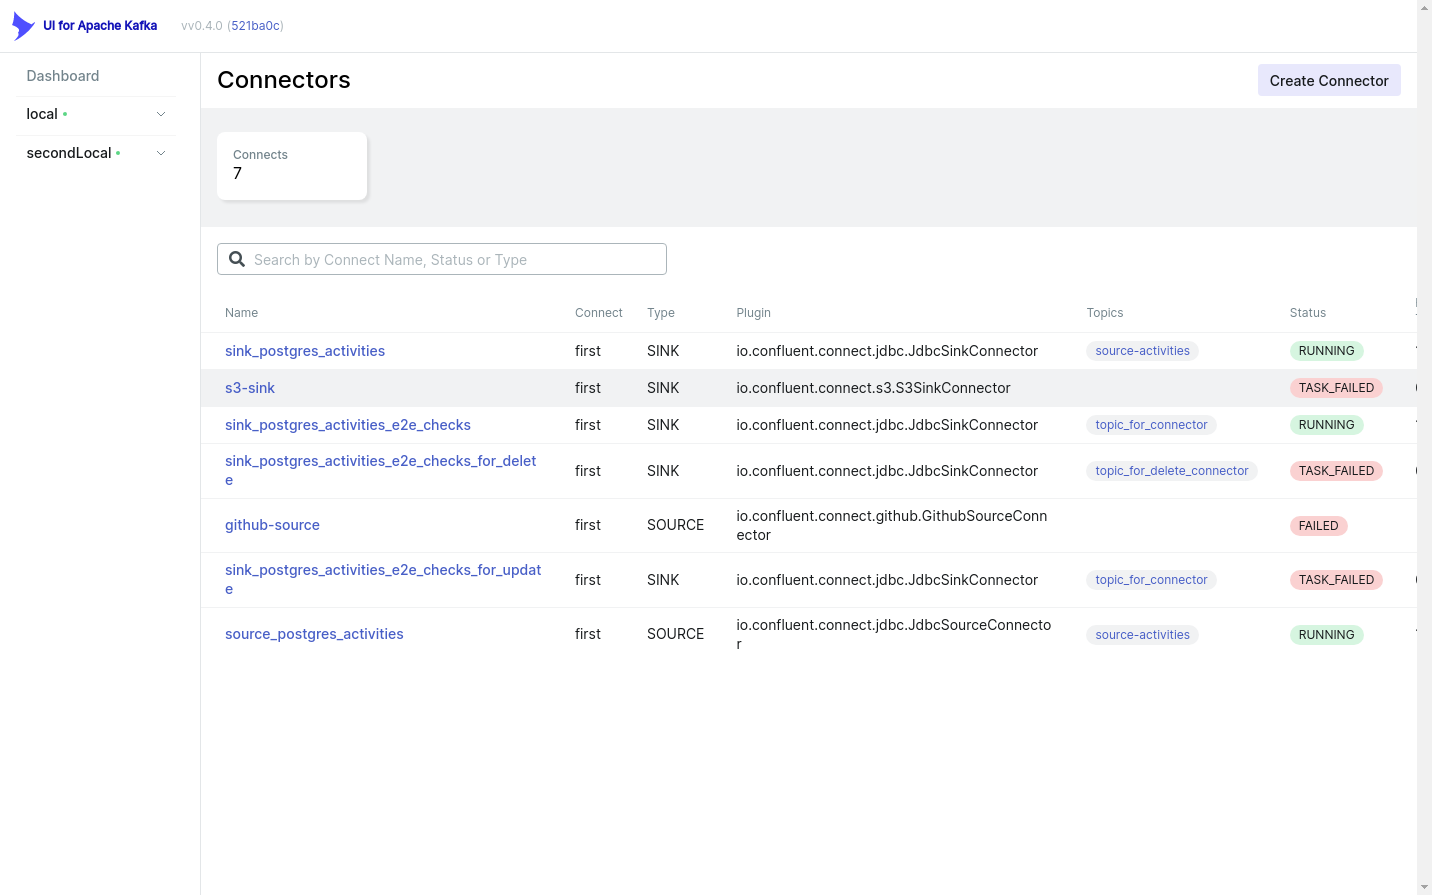 UI for Apache Kafka vv0.4.0 (521ba0c)
Dashboard
local
secondLocal
Connectors
Create Connector
Connects
7
Search by Connect Name, Status or Type
Name Connect Type Plugin Topics Status
sink_postgres_activities first SINK io.confluent.connect.jdbc.JdbcSinkConnector source-activities RUNNING
s3-sink first SINK io.confluent.connect.s3.S3SinkConnector TASK_FAILED
sink_postgres_activities_e2e_checks first SINK io.confluent.connect.jdbc.JdbcSinkConnector topic_for_connector RUNNING
sink_postgres_activities_e2e_checks_for_delet
e first SINK io.confluent.connect.jdbc.JdbcSinkConnector topic_for_delete_connector TASK_FAILED
github-source first SOURCE io.confluent.connect.github.GithubSourceConn
ector FAILED
sink_postgres_activities_e2e_checks_for_updat
e first SINK io.confluent.connect.jdbc.JdbcSinkConnector topic_for_connector TASK_FAILED
source_postgres_activities first SOURCE io.confluent.connect.jdbc.JdbcSourceConnecto
r source-activities RUNNING